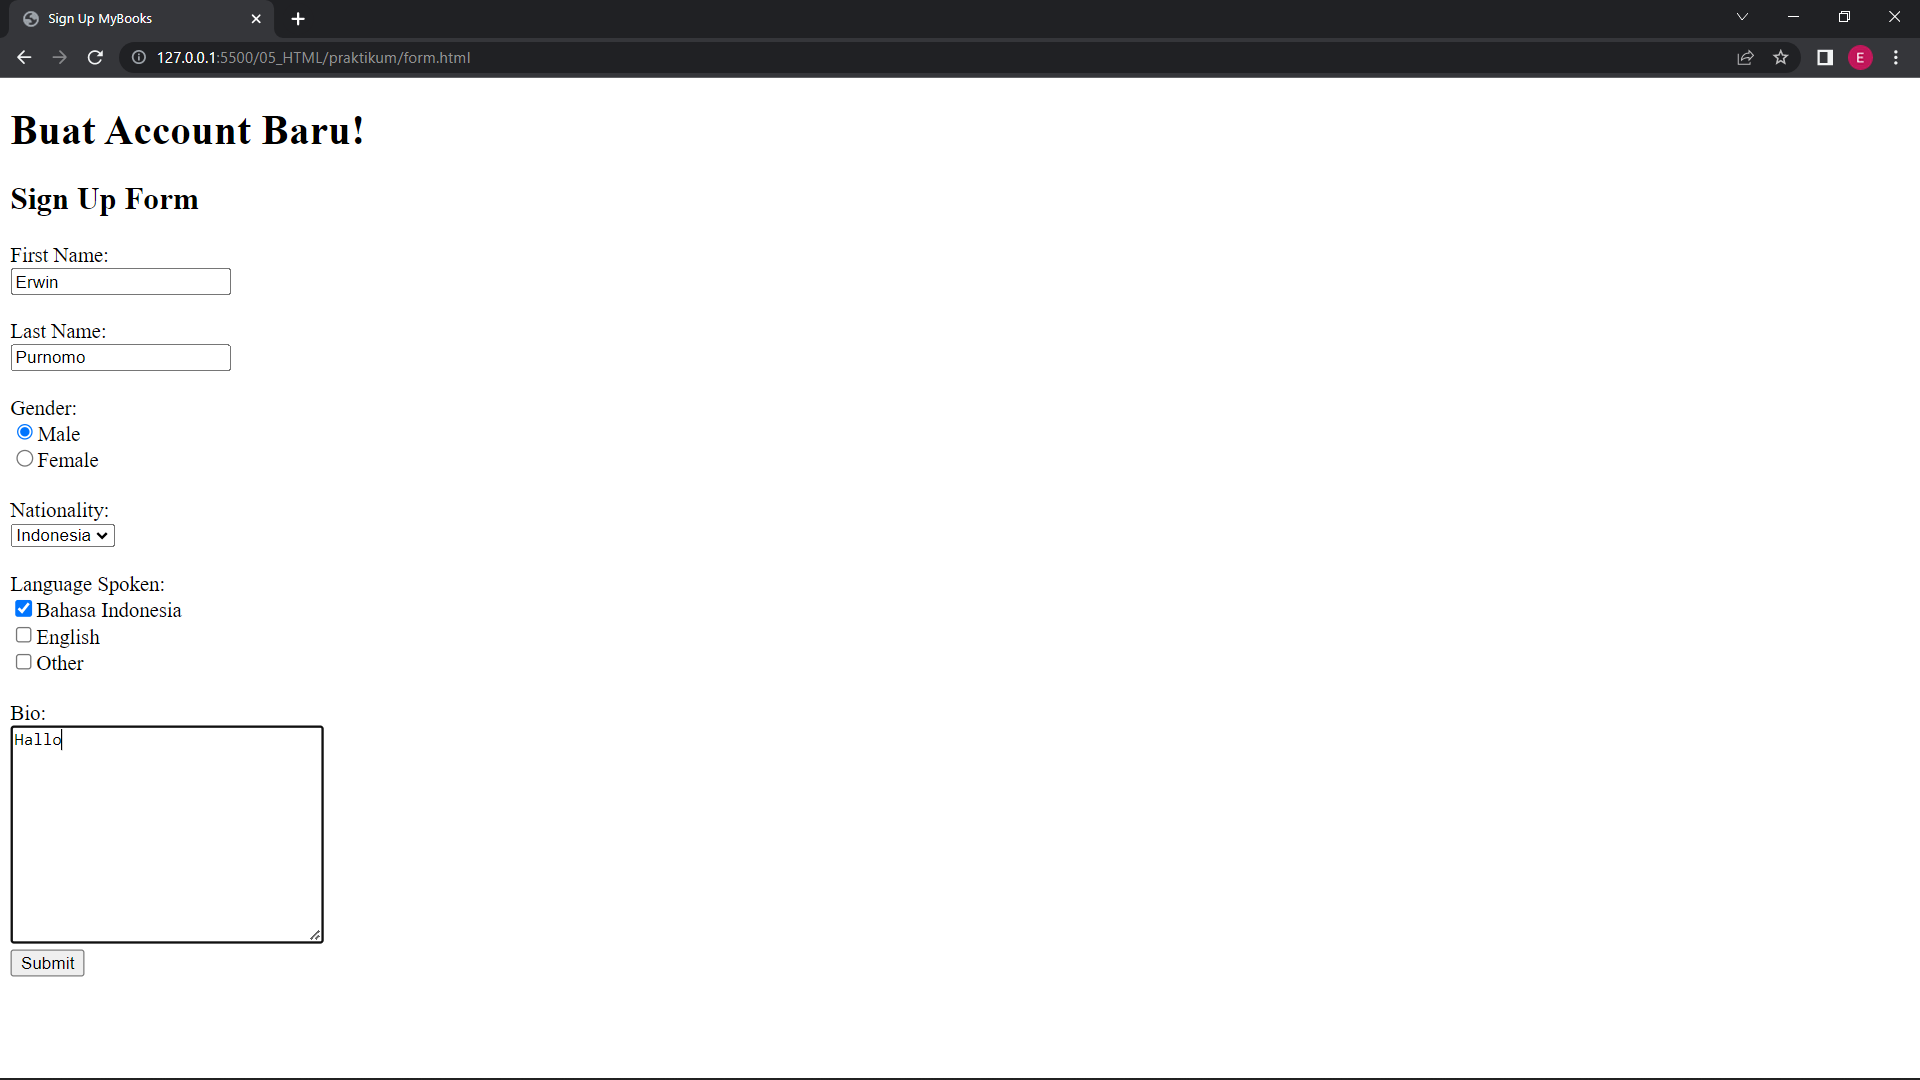 Sign Up MyBooks
127.0.0.1:5500/05_HTML/praktikum/form.html
E
Buat Account Baru!
Sign Up Form
First Name:
Erwin
Last Name:
Purnomo
Gender:
Male
Female
Nationality:
Indonesia
Language Spoken:
Bahasa Indonesia
English
Other
Bio:
Hallo
Submit